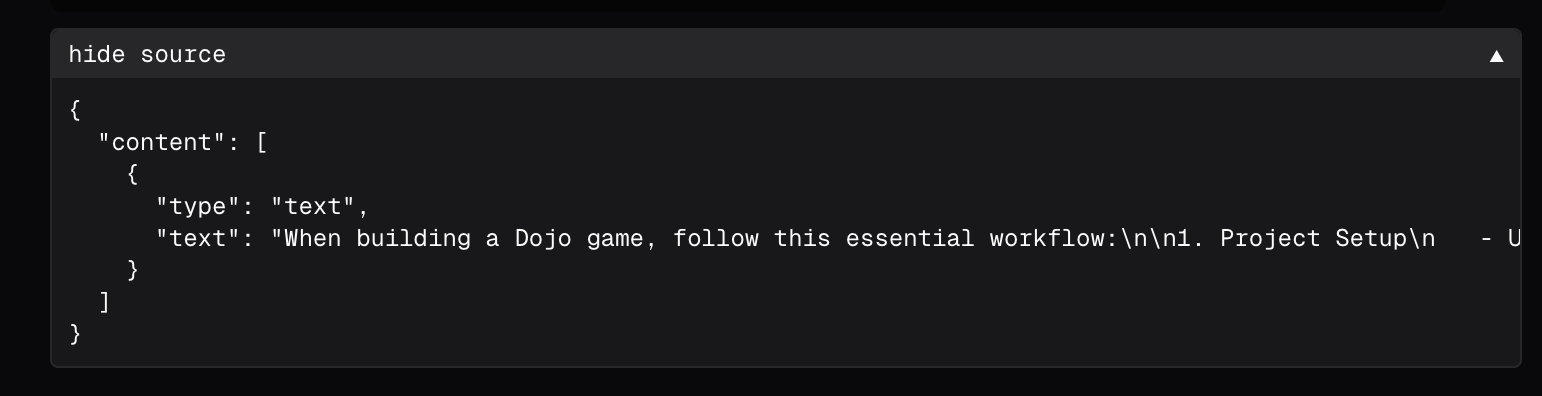 hide source ▲
{
  "content": [
    {
      "type": "text",
      "text": "When building a Dojo game, follow this essential workflow:\n\n1. Project Setup\n   - U
    }
  ]
}